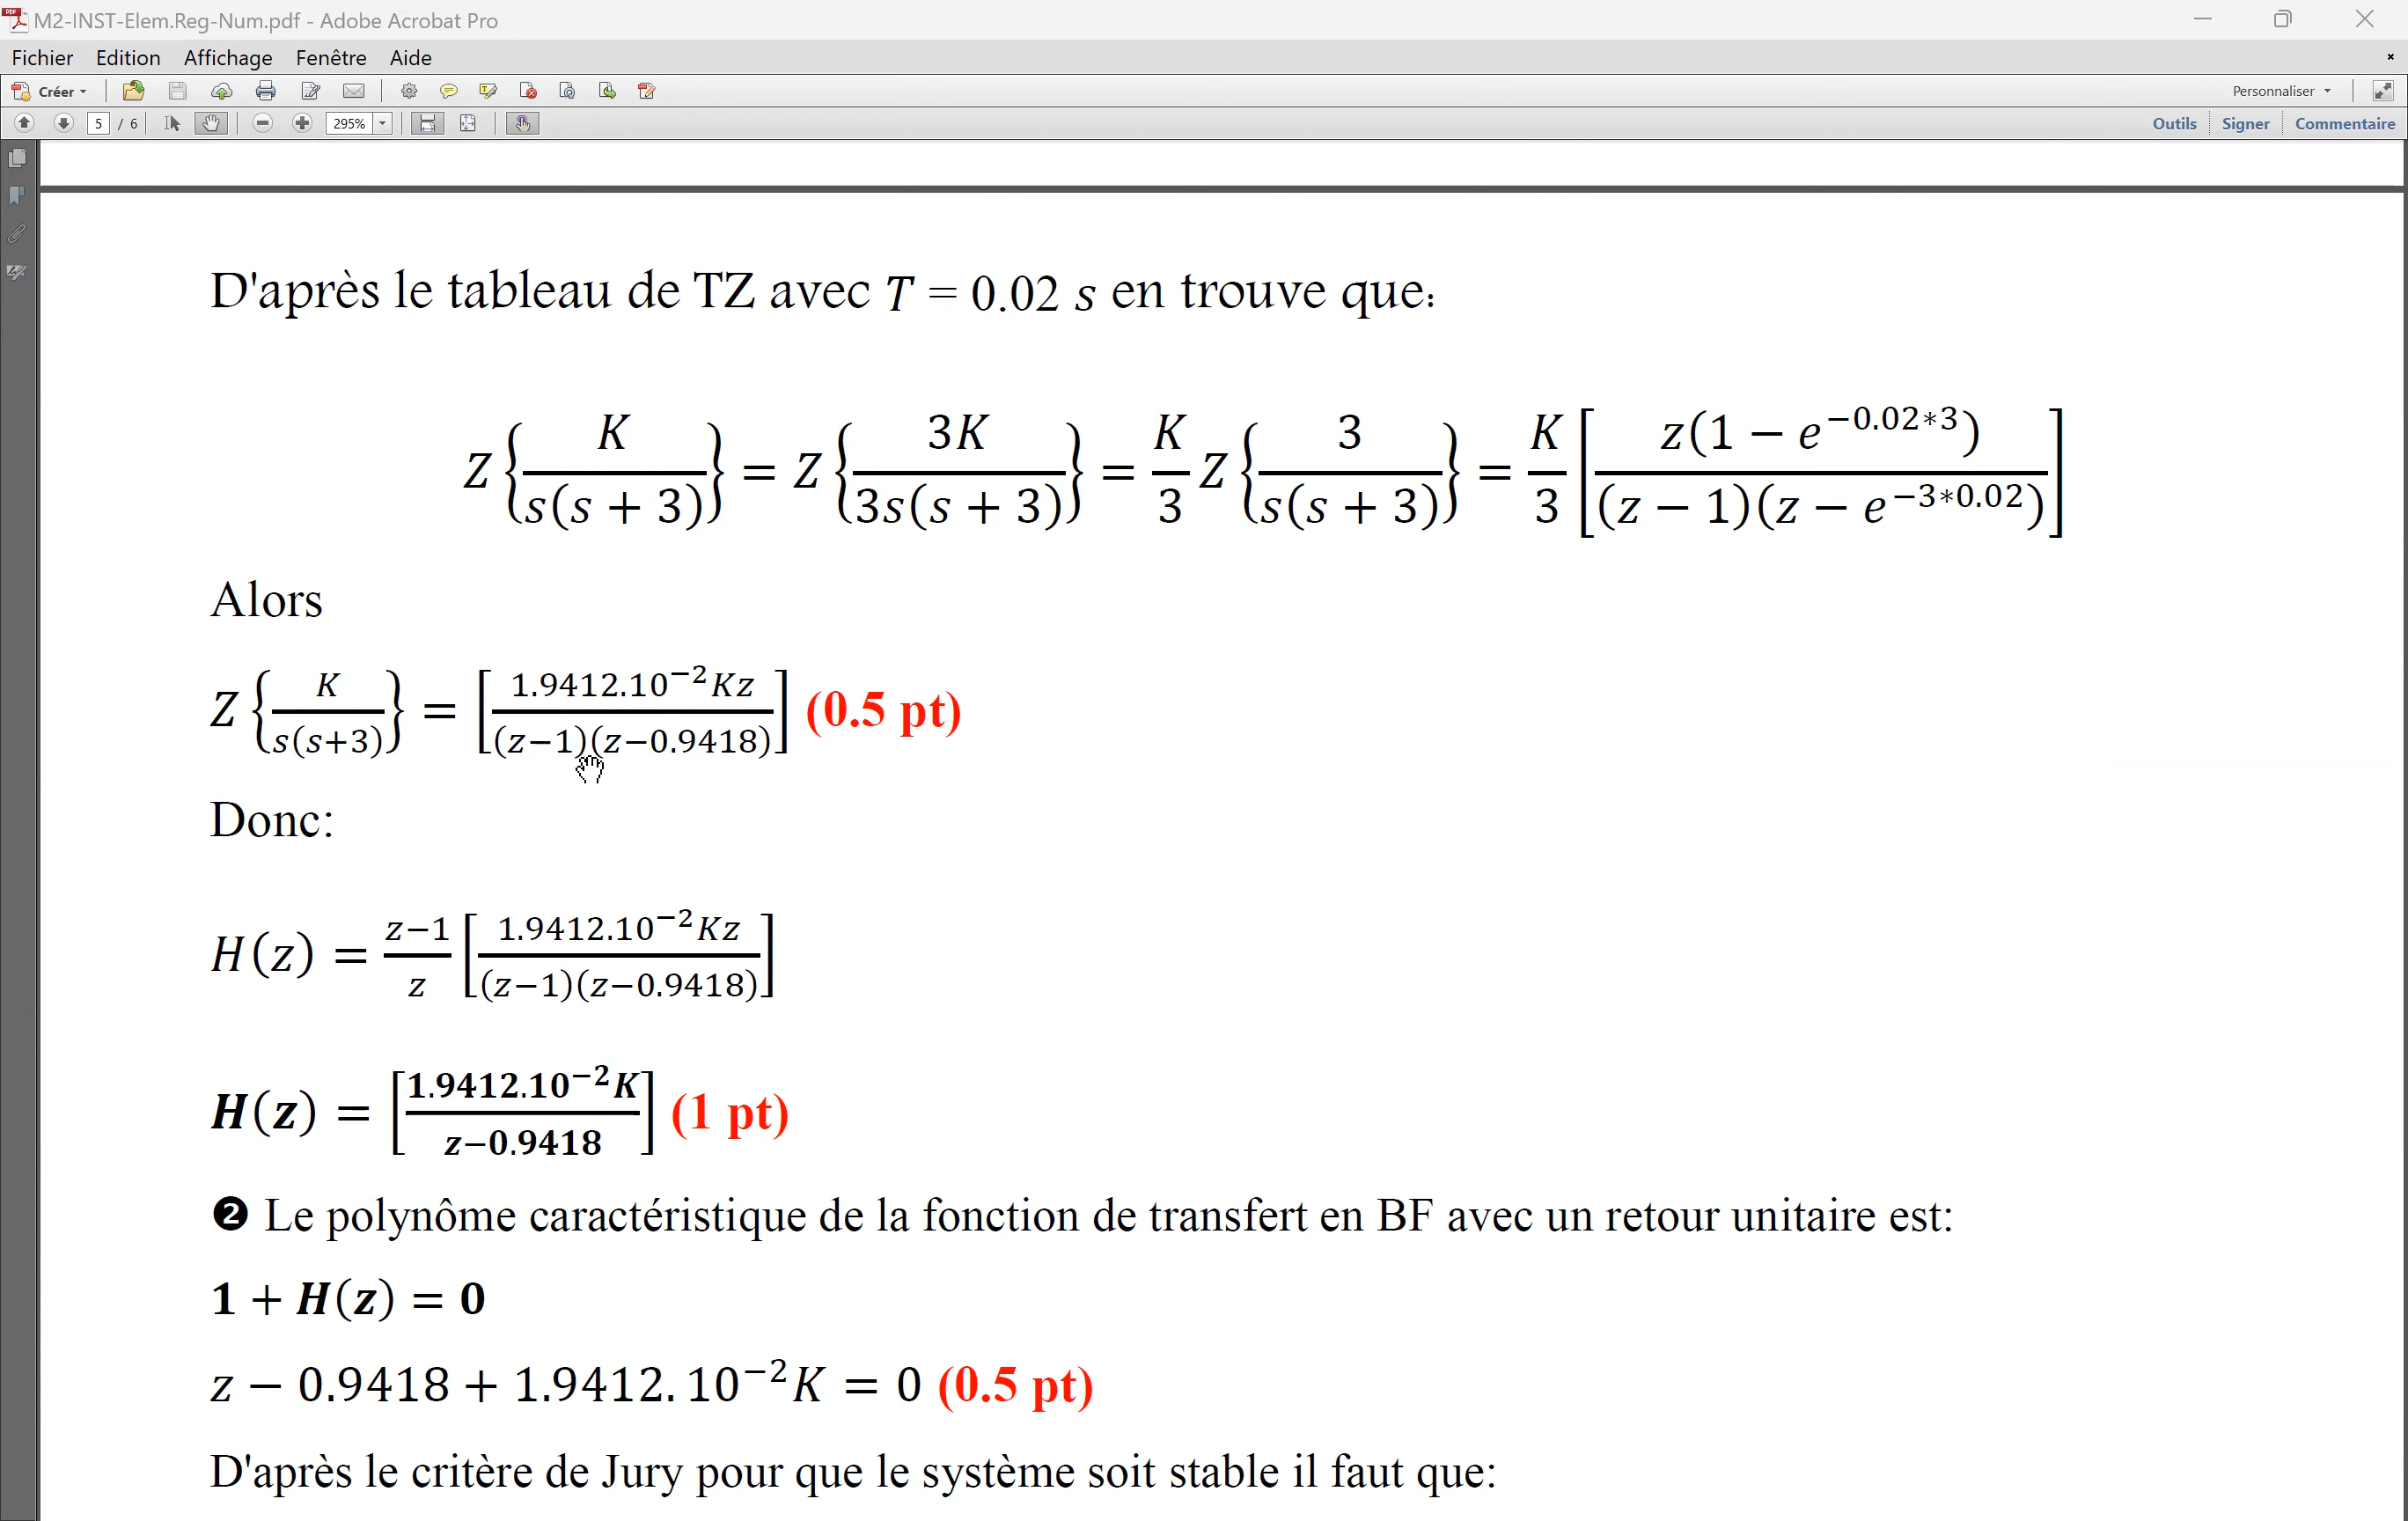 M2-INST-Elem.Reg-Num.pdf - Adobe Acrobat Pro
Fichier Edition Affichage Fenêtre Aide
Créer Personnaliser
5 / 6 295% Outils Signer Commentaire
D'après le tableau de TZ avec T = 0.02 s en trouve que:
Z{K/(s(s + 3))} = Z{3K/(3s(s + 3))} = K/3 Z{3/(s(s + 3))} = K/3 [z(1 − e^(−0.02∗3))/((z − 1)(z − e^(−3∗0.02)))]
Alors
Z{K/(s(s+3))} = [1.9412.10^−2 Kz/((z−1)(z−0.9418))] (0.5 pt)
Donc:
H(z) = (z−1)/z [1.9412.10^−2 Kz/((z−1)(z−0.9418))]
H(z) = [1.9412.10^−2 K/(z−0.9418)] (1 pt)
❷ Le polynôme caractéristique de la fonction de transfert en BF avec un retour unitaire est:
1 + H(z) = 0
z − 0.9418 + 1.9412. 10^−2 K = 0 (0.5 pt)
D'après le critère de Jury pour que le système soit stable il faut que: